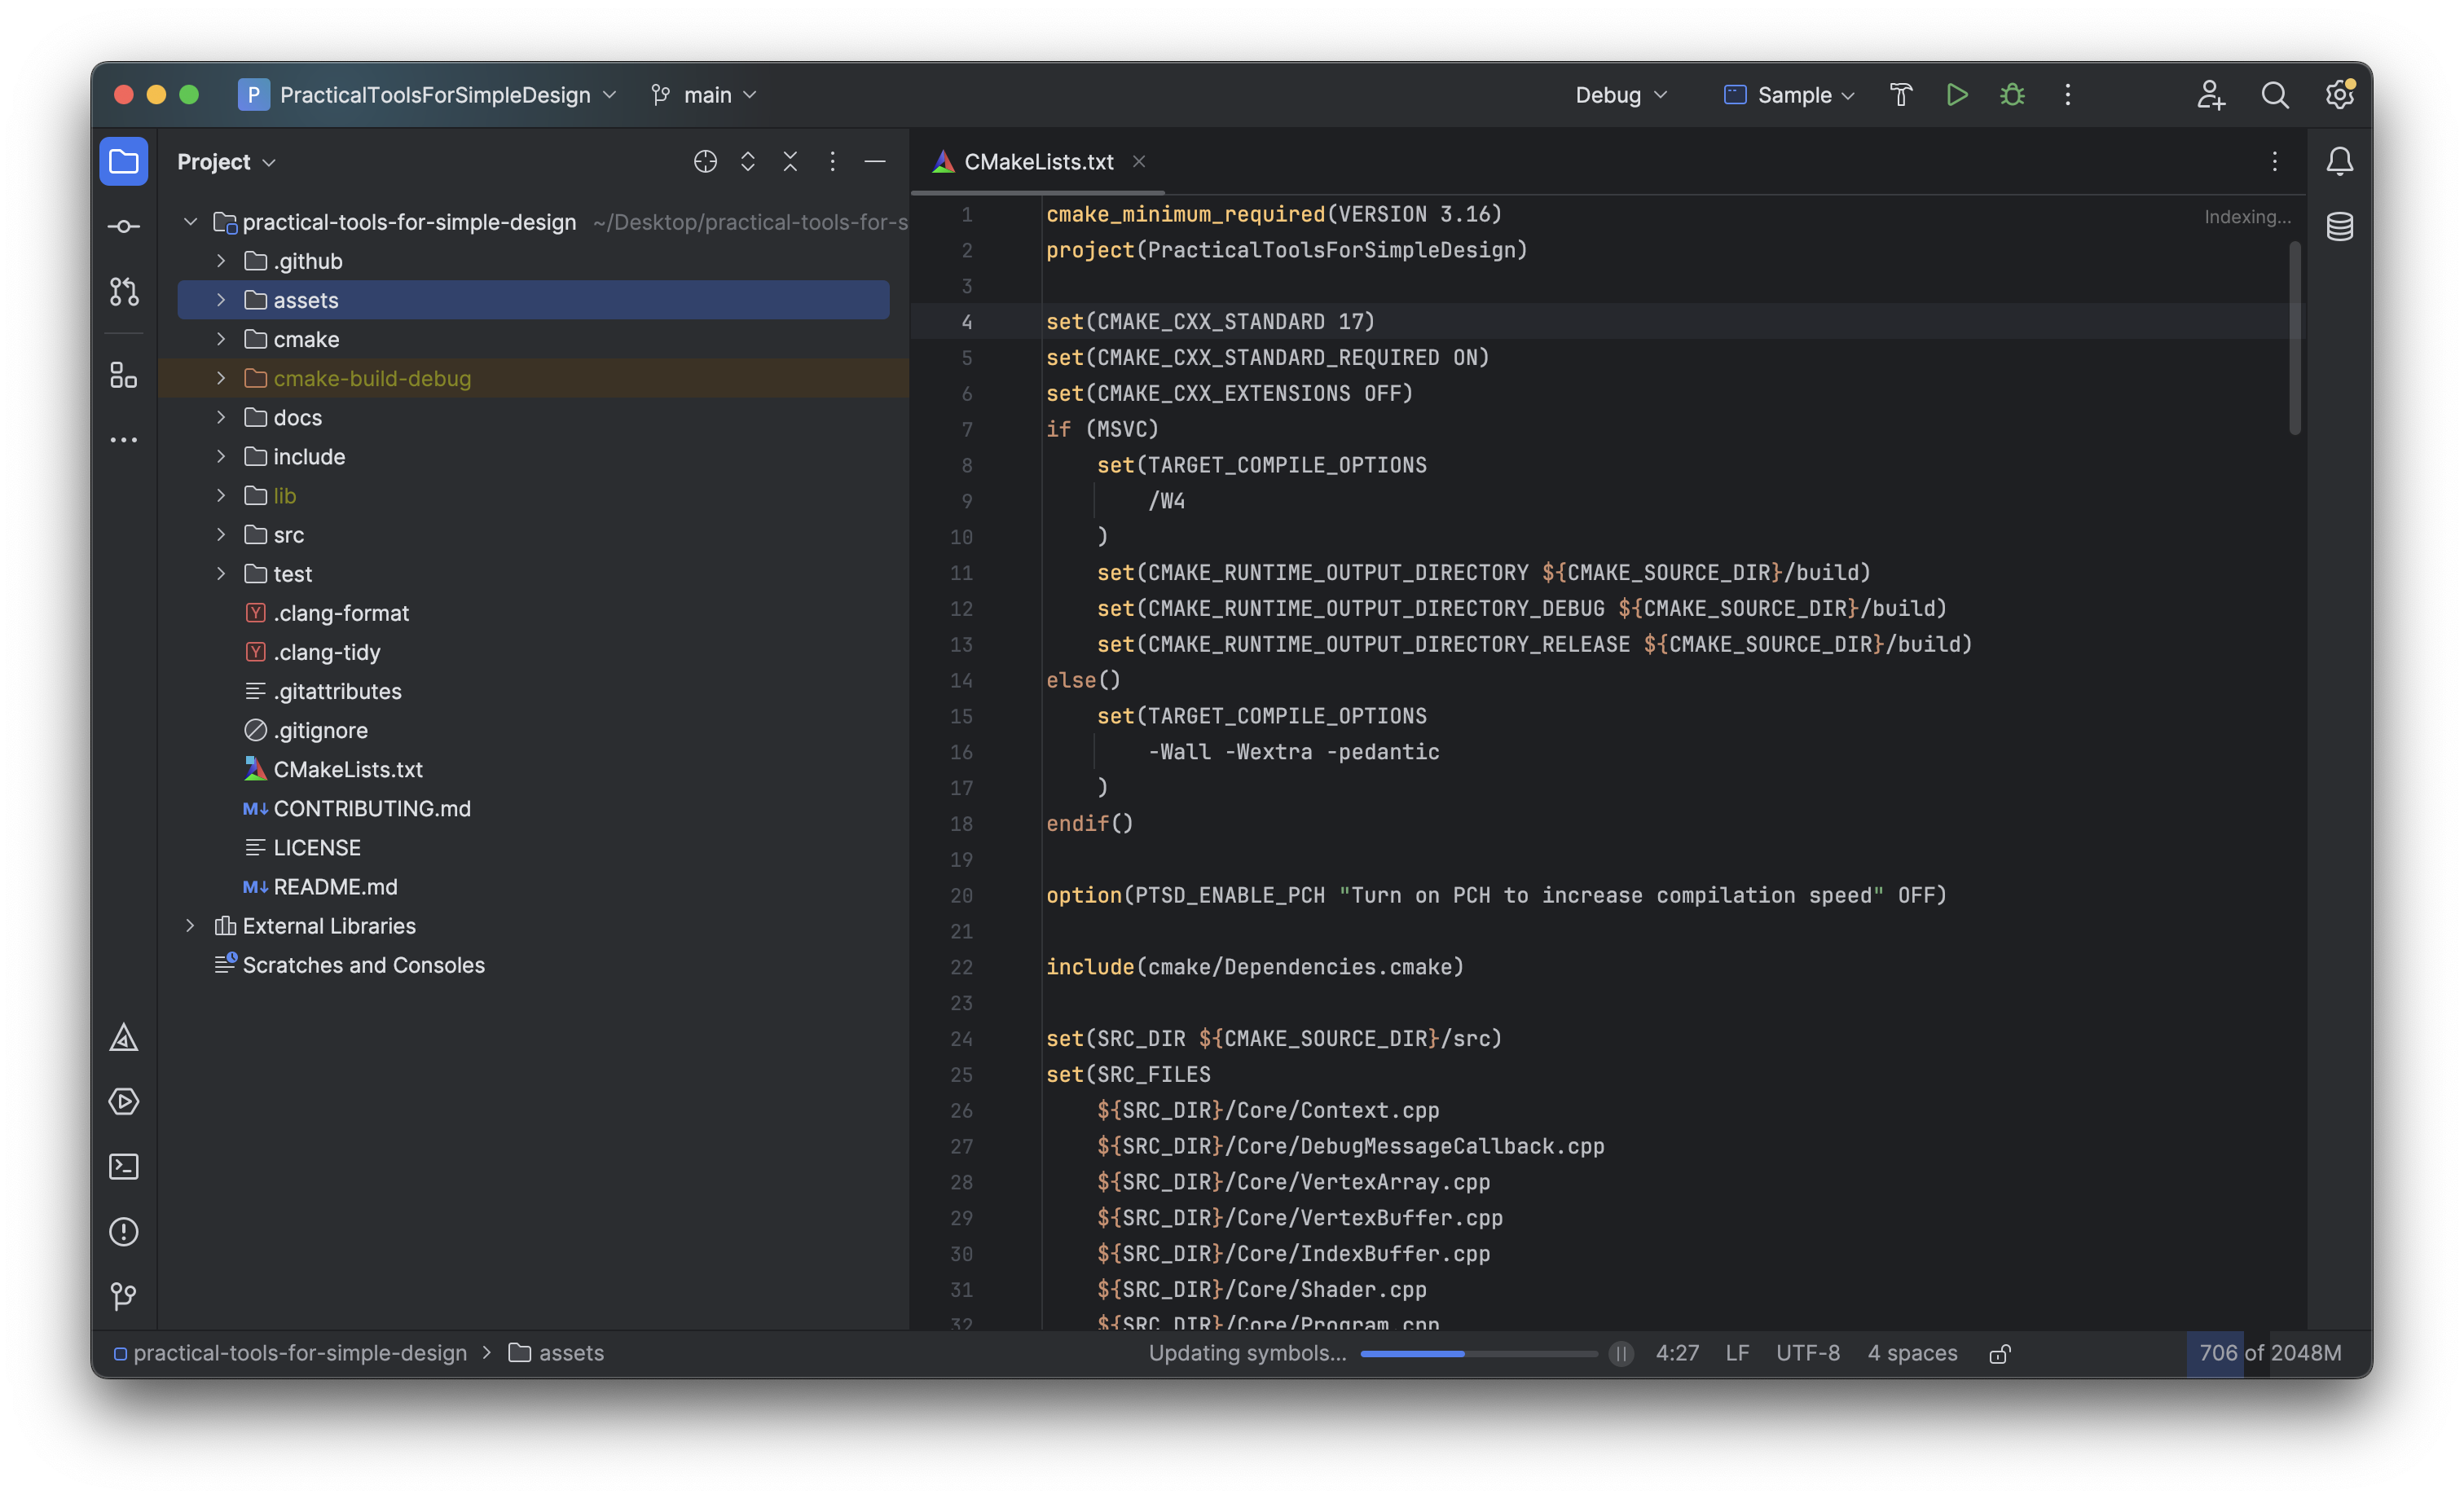 P PracticalToolsForSimpleDesign main Debug Sample
Project
practical-tools-for-simple-design ~/Desktop/practical-tools-for-s
.github
assets
cmake
cmake-build-debug
docs
include
lib
src
test
Y .clang-format
Y .clang-tidy
.gitattributes
.gitignore
CMakeLists.txt
M↓ CONTRIBUTING.md
LICENSE
M↓ README.md
External Libraries
Scratches and Consoles
CMakeLists.txt
Indexing...
1 cmake_minimum_required(VERSION 3.16)
2 project(PracticalToolsForSimpleDesign)
3
4 set(CMAKE_CXX_STANDARD 17)
5 set(CMAKE_CXX_STANDARD_REQUIRED ON)
6 set(CMAKE_CXX_EXTENSIONS OFF)
7 if (MSVC)
8     set(TARGET_COMPILE_OPTIONS
9         /W4
10     )
11     set(CMAKE_RUNTIME_OUTPUT_DIRECTORY ${CMAKE_SOURCE_DIR}/build)
12     set(CMAKE_RUNTIME_OUTPUT_DIRECTORY_DEBUG ${CMAKE_SOURCE_DIR}/build)
13     set(CMAKE_RUNTIME_OUTPUT_DIRECTORY_RELEASE ${CMAKE_SOURCE_DIR}/build)
14 else()
15     set(TARGET_COMPILE_OPTIONS
16         -Wall -Wextra -pedantic
17     )
18 endif()
19
20 option(PTSD_ENABLE_PCH "Turn on PCH to increase compilation speed" OFF)
21
22 include(cmake/Dependencies.cmake)
23
24 set(SRC_DIR ${CMAKE_SOURCE_DIR}/src)
25 set(SRC_FILES
26     ${SRC_DIR}/Core/Context.cpp
27     ${SRC_DIR}/Core/DebugMessageCallback.cpp
28     ${SRC_DIR}/Core/VertexArray.cpp
29     ${SRC_DIR}/Core/VertexBuffer.cpp
30     ${SRC_DIR}/Core/IndexBuffer.cpp
31     ${SRC_DIR}/Core/Shader.cpp
32     ${SRC_DIR}/Core/Program.cpp
practical-tools-for-simple-design > assets Updating symbols... 4:27 LF UTF-8 4 spaces 706 of 2048M